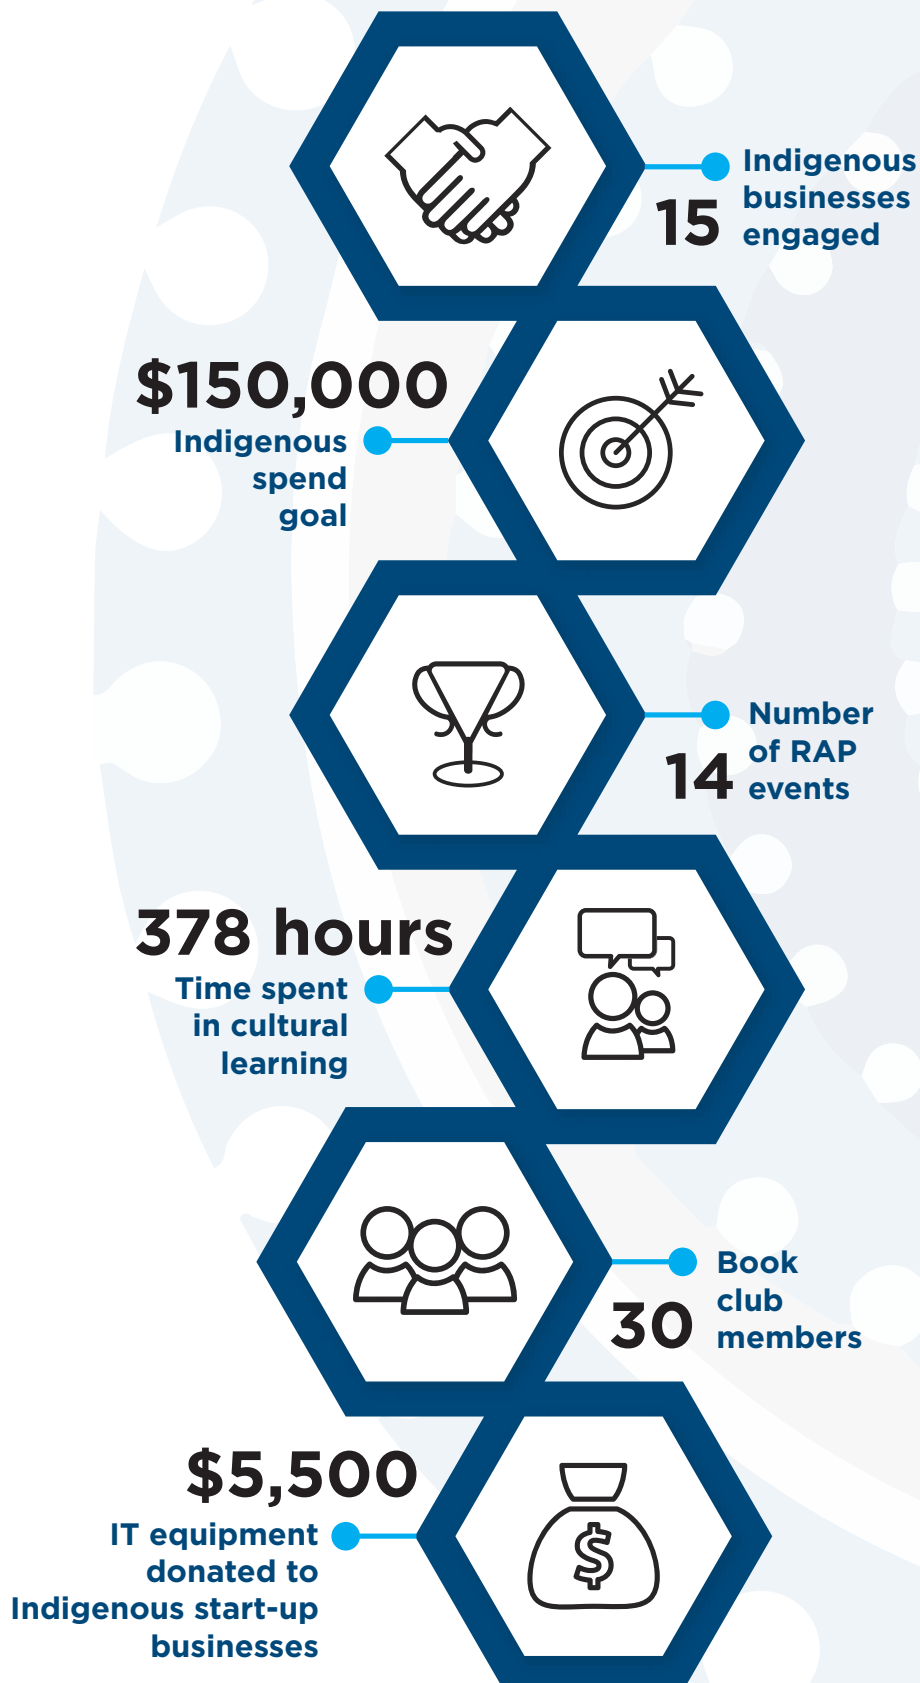 15
Indigenous
businesses
engaged
$150,000
Indigenous
spend
goal
14
Number
of RAP
events
378 hours
Time spent
in cultural
learning
30
Book
club
members
$5,500
IT equipment
donated to
Indigenous start-up
businesses
$